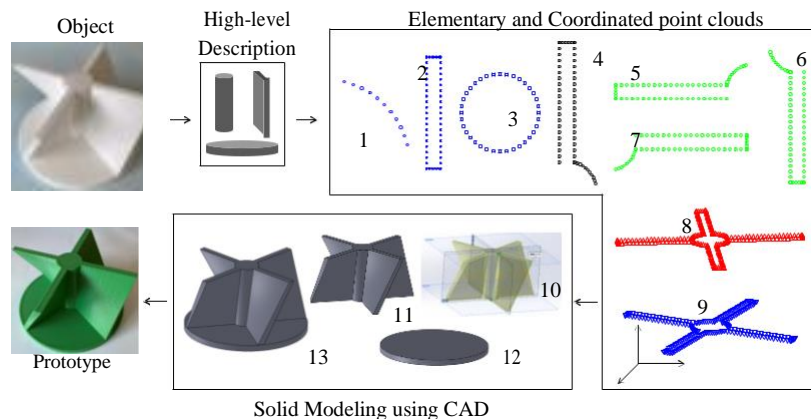 Object
High-level
Description
Elementary and Coordinated point clouds
1
2
3
4
5
6
7
8
9
10
11
12
13
Prototype
Solid Modeling using CAD